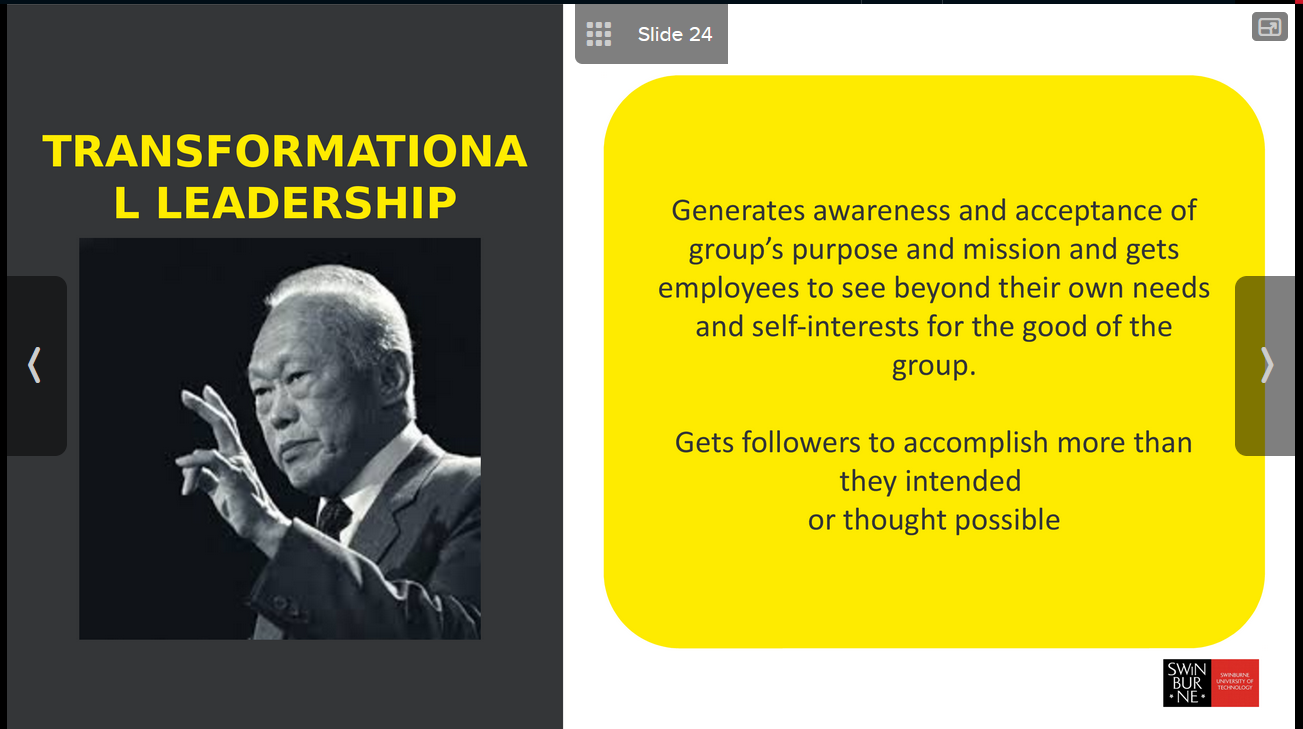 Slide 24
TRANSFORMATIONA
L LEADERSHIP
Generates awareness and acceptance of
group’s purpose and mission and gets
employees to see beyond their own needs
and self-interests for the good of the
group.
Gets followers to accomplish more than
they intended
or thought possible
SWIN
BUR
* NE *
SWINBURNE
UNIVERSITY OF
TECHNOLOGY